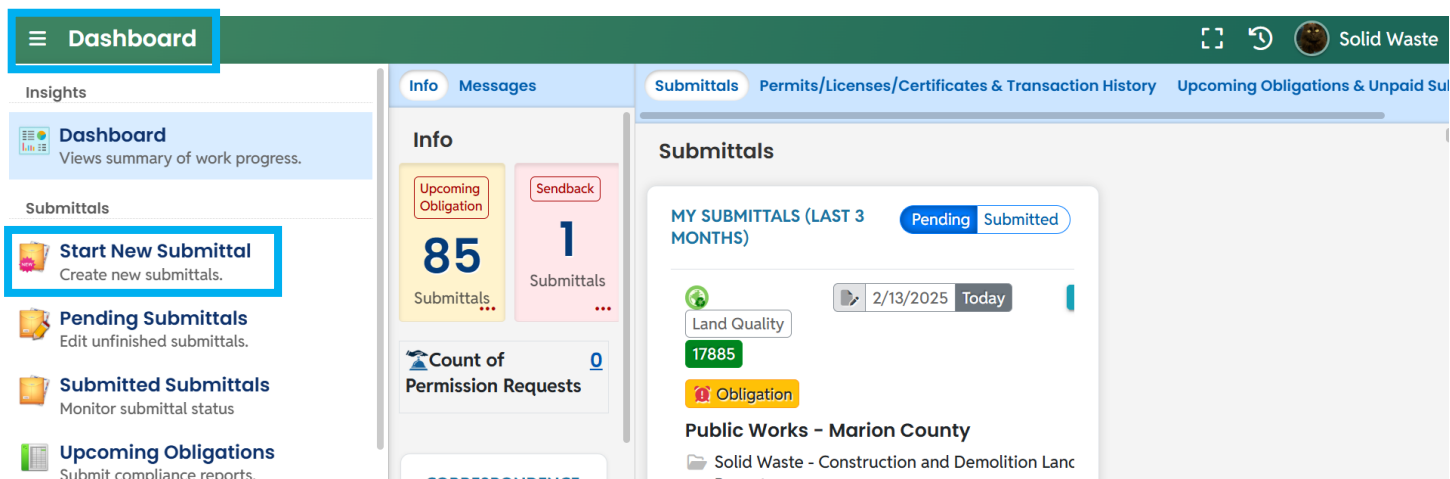 Dashboard
Solid Waste
Insights
Dashboard
Views summary of work progress.
Submittals
Start New Submittal
Create new submittals.
Pending Submittals
Edit unfinished submittals.
Submitted Submittals
Monitor submittal status
Upcoming Obligations
Submit compliance reports.
Info
Messages
Info
Upcoming
Obligation
85
Submittals
Sendback
1
Submittals
Count of
Permission Requests
0
CORRESPONDENCE
Submittals
Permits/Licenses/Certificates & Transaction History
Upcoming Obligations & Unpaid
Submittals
MY SUBMITTALS (LAST 3
MONTHS)
Pending
Submitted
2/13/2025
Today
Land Quality
17885
Obligation
Public Works - Marion County
Solid Waste - Construction and Demolition